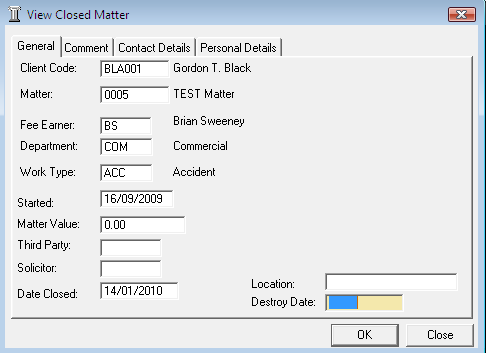 View Closed Matter
General Comment Contact Details Personal Details
Client Code: BLA001 Gordon T. Black
Matter: 0005 TEST Matter
Fee Earner: BS Brian Sweeney
Department: COM Commercial
Work Type: ACC Accident
Started: 16/09/2009
Matter Value: 0.00
Third Party:
Solicitor:
Date Closed: 14/01/2010
Location:
Destroy Date:
OK Close